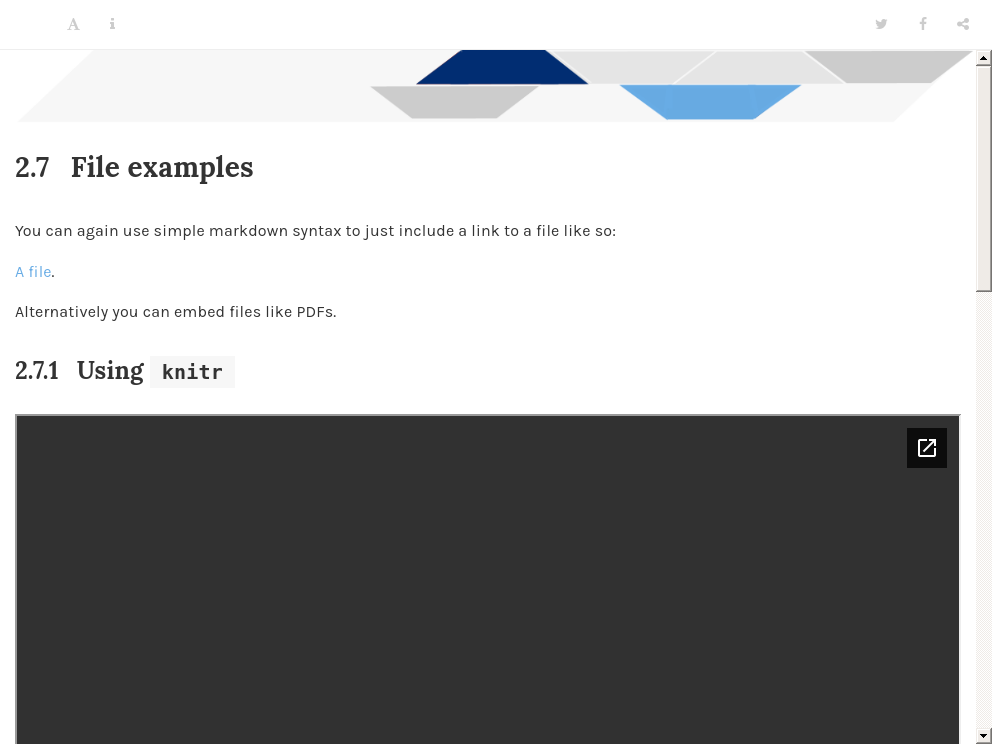 2.7 File examples
You can again use simple markdown syntax to just include a link to a file like so:
A file.
Alternatively you can embed files like PDFs.
2.7.1 Using knitr